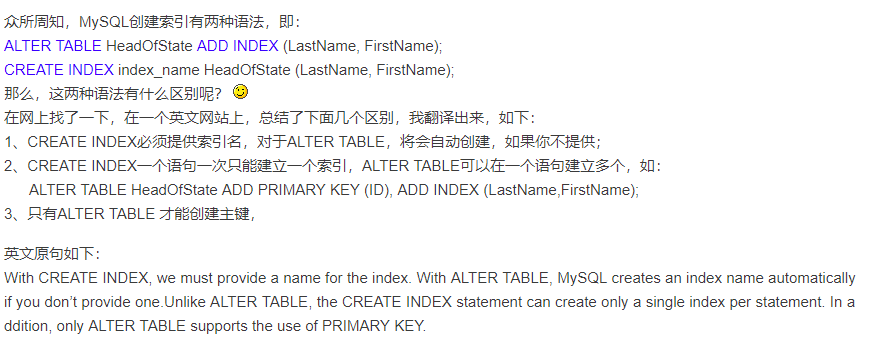 众所周知，MySQL创建索引有两种语法，即：
ALTER TABLE HeadOfState ADD INDEX (LastName, FirstName);
CREATE INDEX index_name HeadOfState (LastName, FirstName);
那么，这两种语法有什么区别呢？
在网上找了一下，在一个英文网站上，总结了下面几个区别，我翻译出来，如下：
1、CREATE INDEX必须提供索引名，对于ALTER TABLE，将会自动创建，如果你不提供；
2、CREATE INDEX一个语句一次只能建立一个索引，ALTER TABLE可以在一个语句建立多个，如：
ALTER TABLE HeadOfState ADD PRIMARY KEY (ID), ADD INDEX (LastName,FirstName);
3、只有ALTER TABLE 才能创建主键，
英文原句如下：
With CREATE INDEX, we must provide a name for the index. With ALTER TABLE, MySQL creates an index name automatically
if you don’t provide one.Unlike ALTER TABLE, the CREATE INDEX statement can create only a single index per statement. In a
ddition, only ALTER TABLE supports the use of PRIMARY KEY.